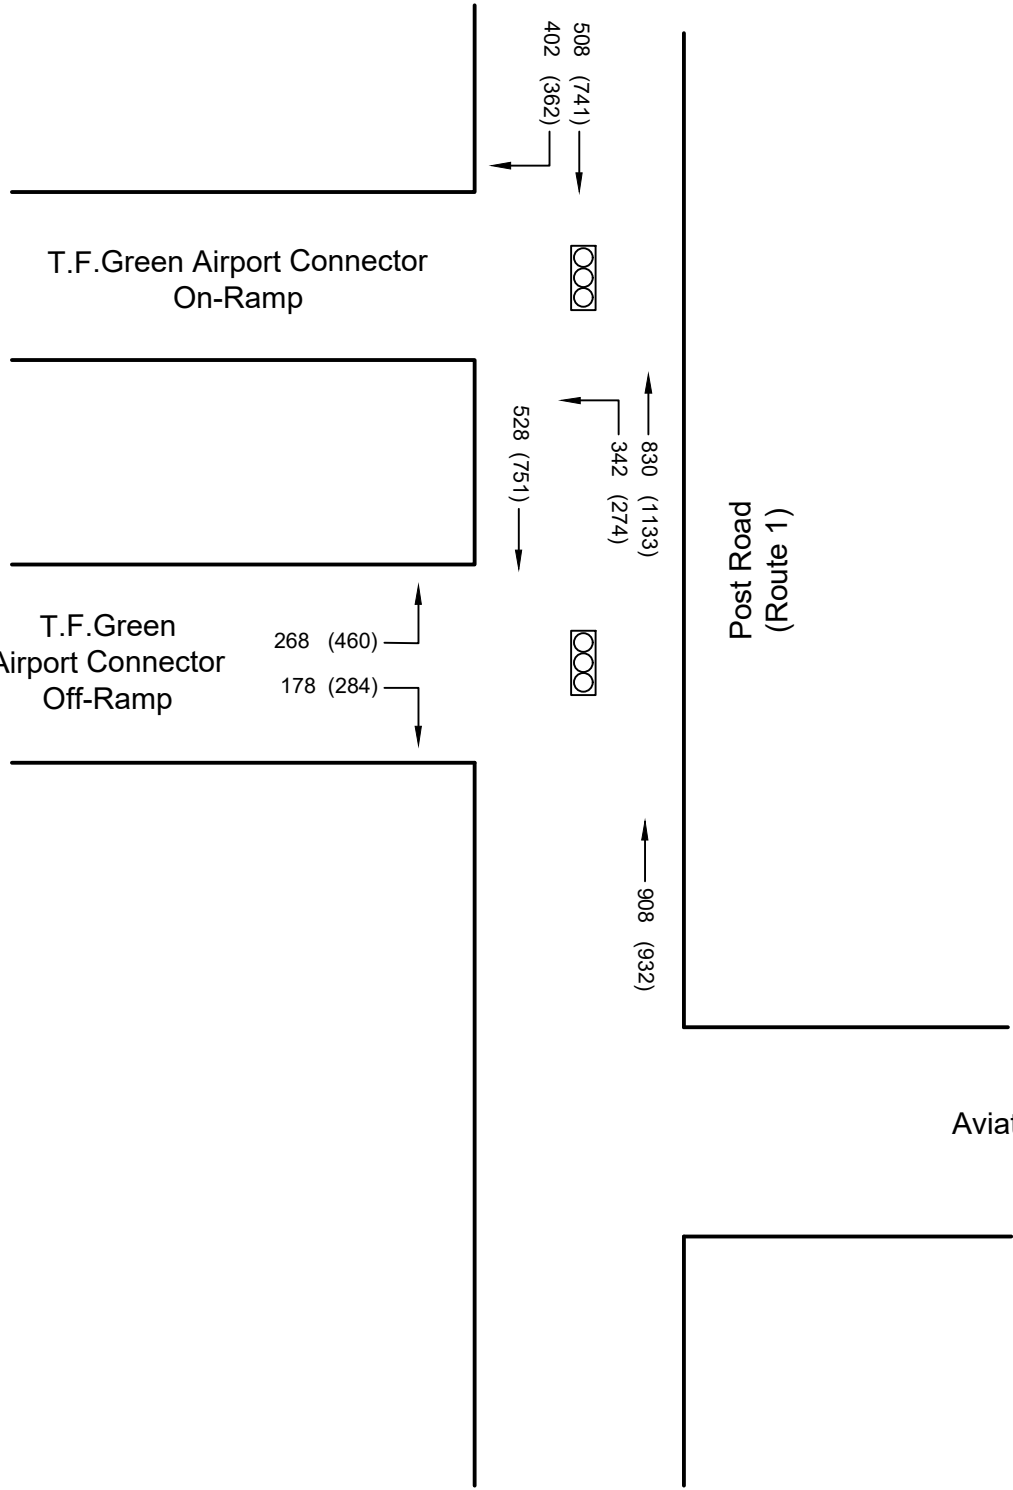 508 (741)
402 (362)
T.F.Green Airport Connector
On-Ramp
528 (751)
830 (1133)
342 (274)
Post Road
(Route 1)
T.F.Green
Airport Connector
Off-Ramp
268 (460)
178 (284)
908 (932)
Aviat